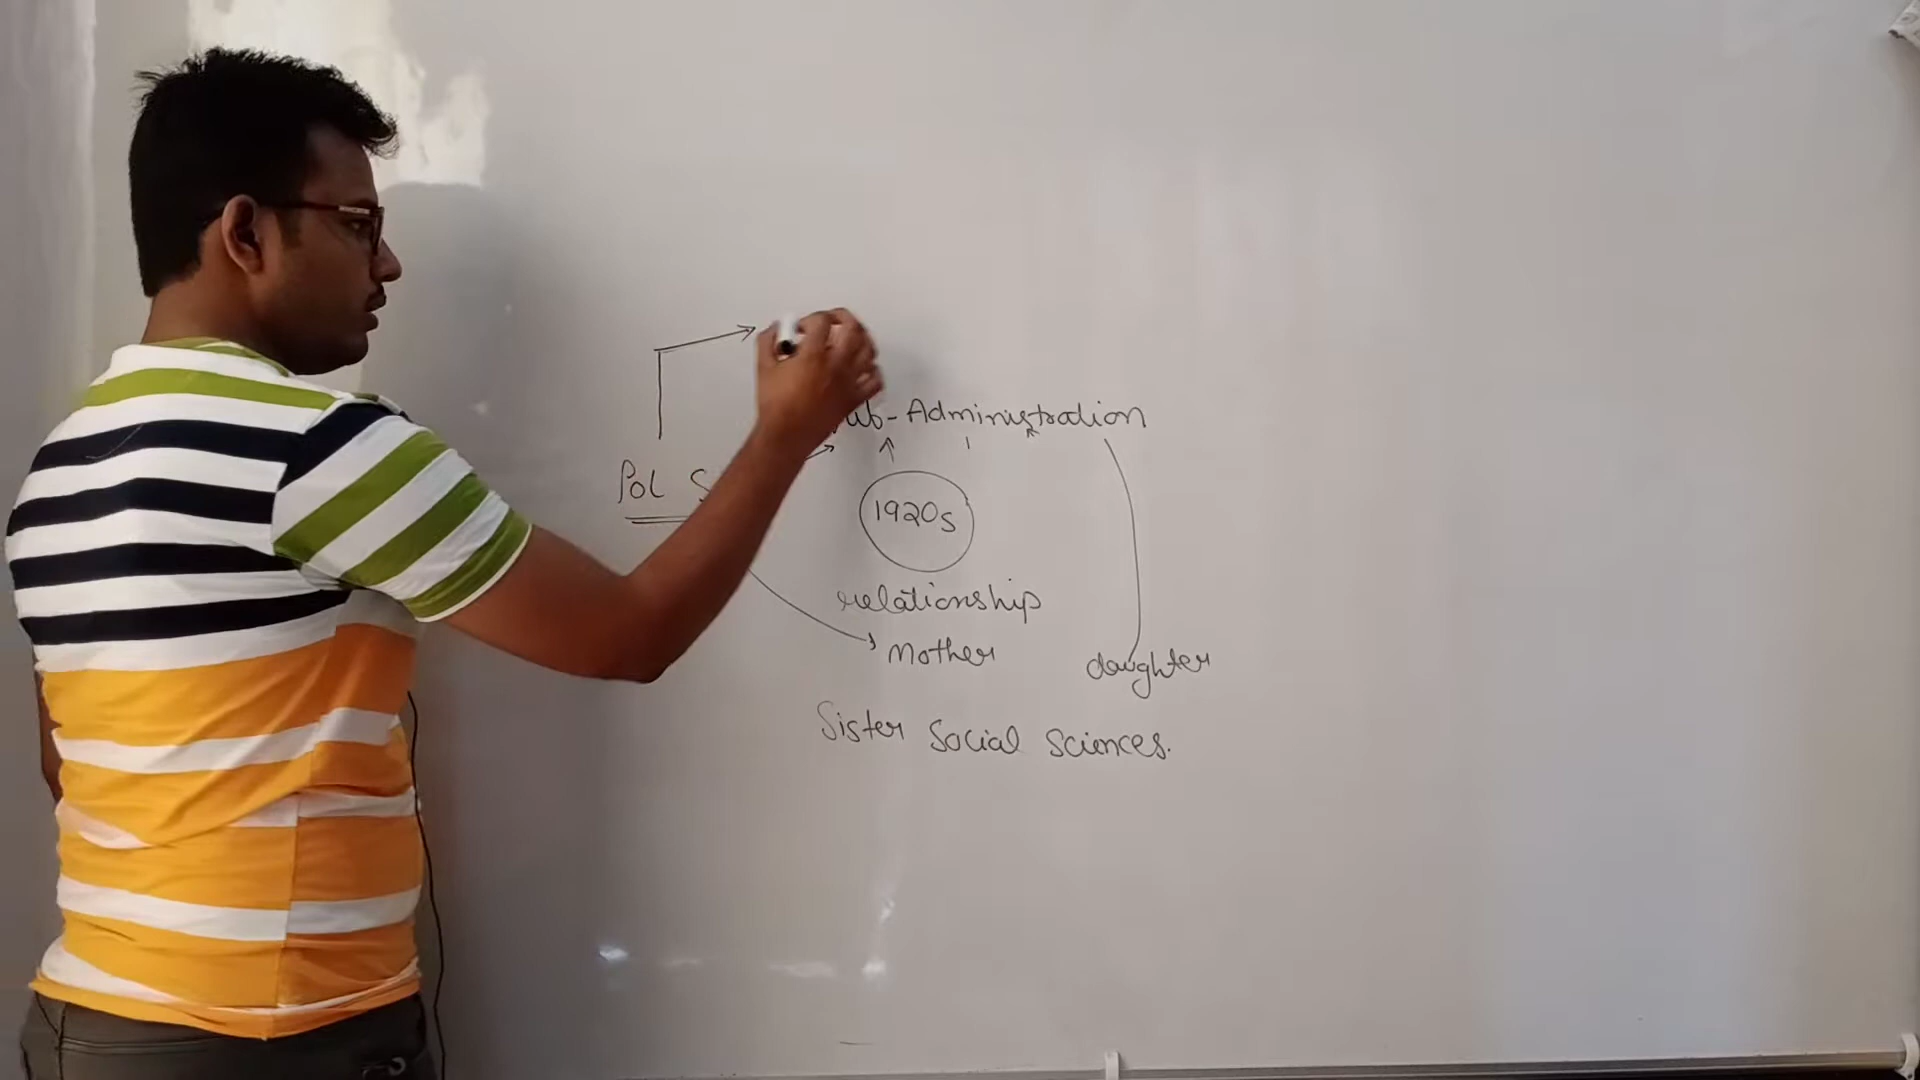 ub-Administration
Pol S
1920s
relationship
Mother
daughter
Sister Social Sciences.